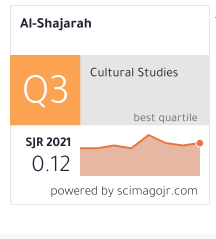 Al-Shajarah
Q3
Cultural Studies
best quartile
SJR 2021
0.12
powered by scimagojr.com